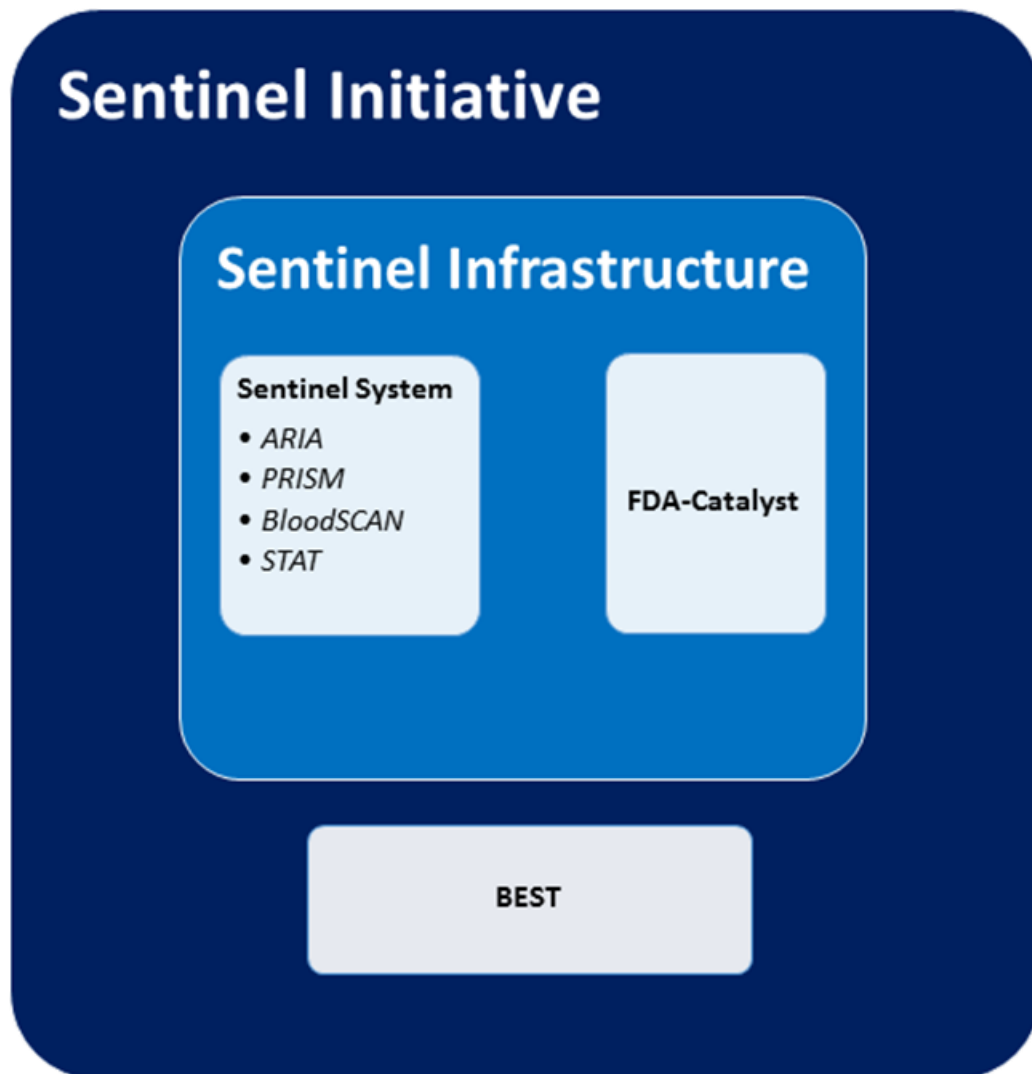 Sentinel Initiative
Sentinel Infrastructure
Sentinel System
• ARIA
• PRISM
• BloodSCAN
• STAT
FDA-Catalyst
BEST